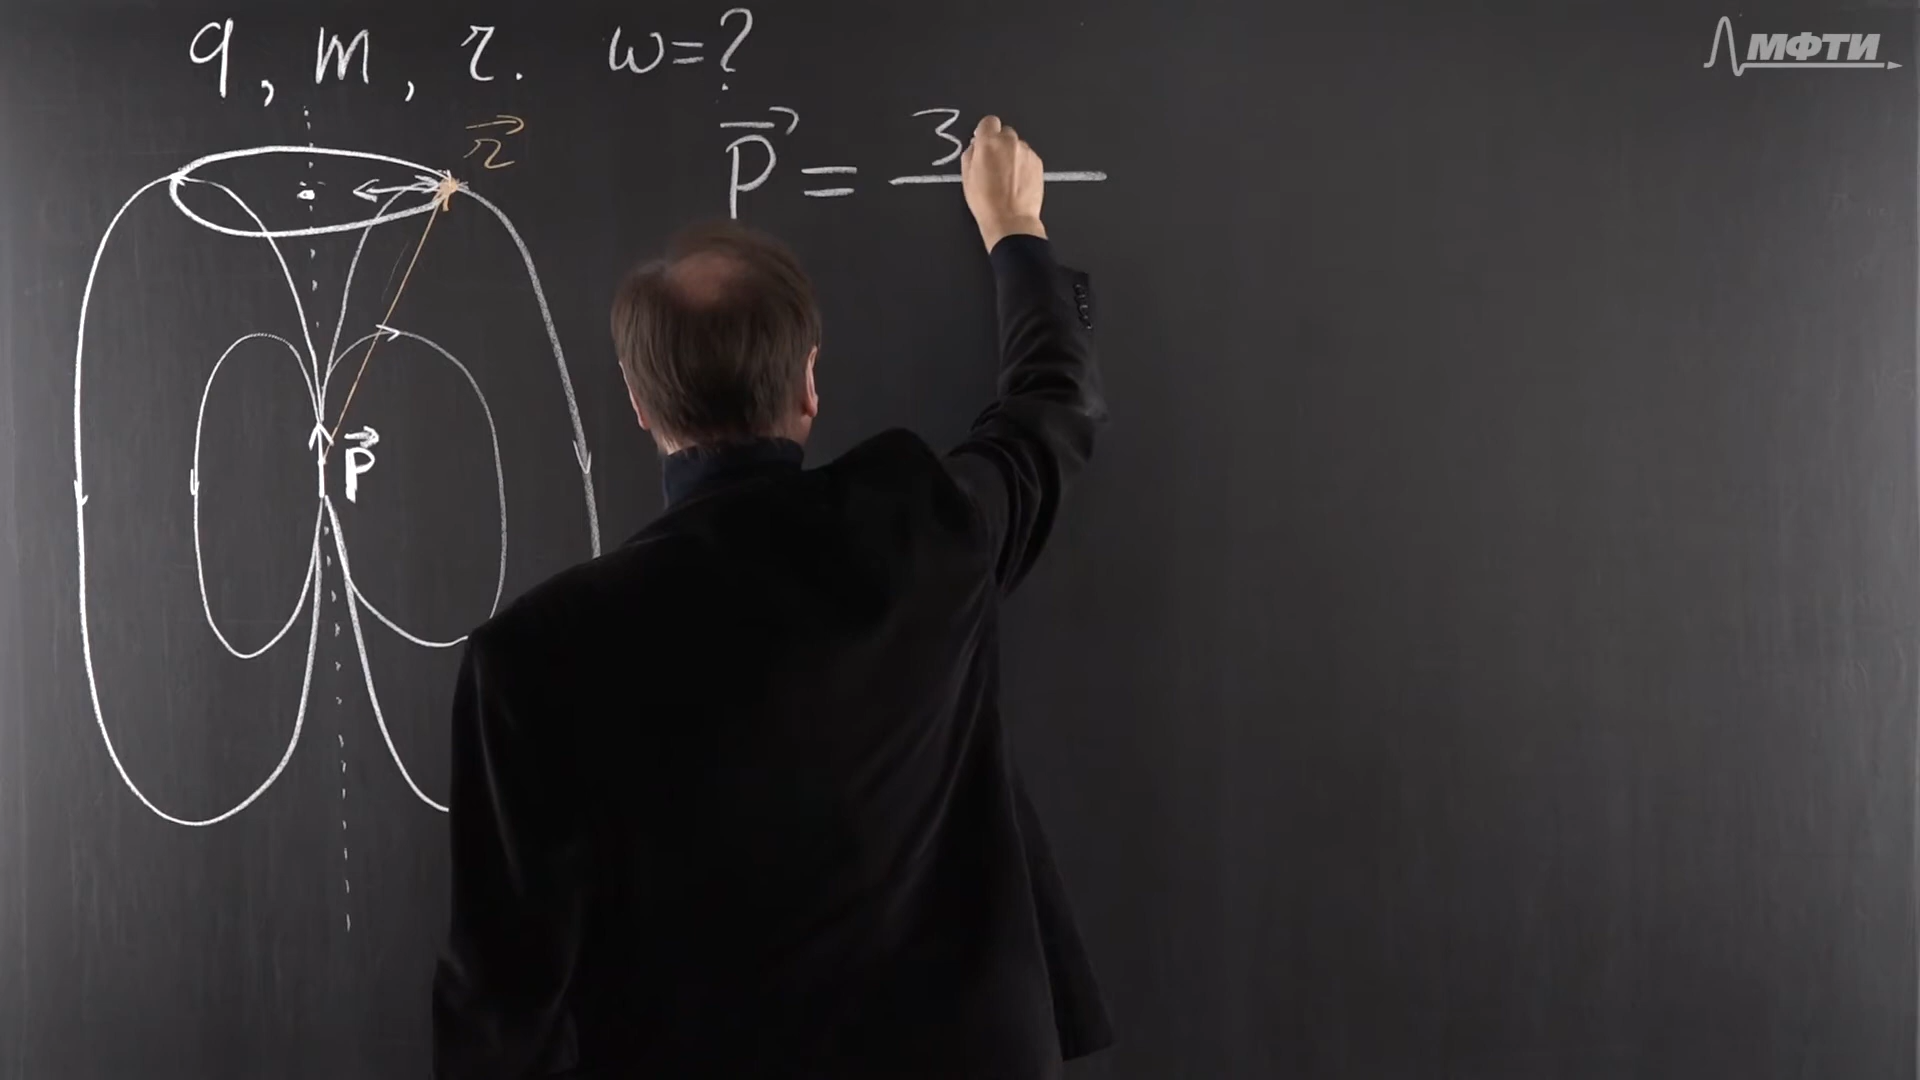 q, m, r. ω=?
МФТИ
r⃗
p⃗ = 3
p⃗